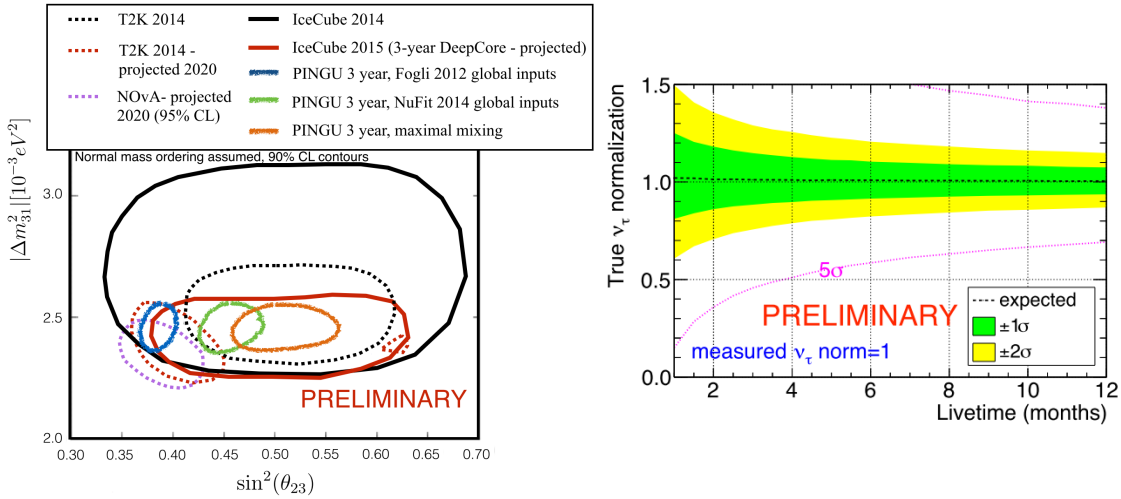 T2K 2014
T2K 2014 -
projected 2020
NOvA- projected
2020 (95% CL)
IceCube 2014
IceCube 2015 (3-year DeepCore - projected)
PINGU 3 year, Fogli 2012 global inputs
PINGU 3 year, NuFit 2014 global inputs
PINGU 3 year, maximal mixing
Normal mass ordering assumed, 90% CL contours
|Δm²₃₁| [10⁻³eV²]
3.0
2.5
2.0
PRELIMINARY
0.30 0.35 0.40 0.45 0.50 0.55 0.60 0.65 0.70
sin²(θ₂₃)
True ντ normalization
1.5
1.0
0.5
0.0
5σ
PRELIMINARY
measured ντ norm=1
expected
±1σ
±2σ
2 4 6 8 10 12
Livetime (months)